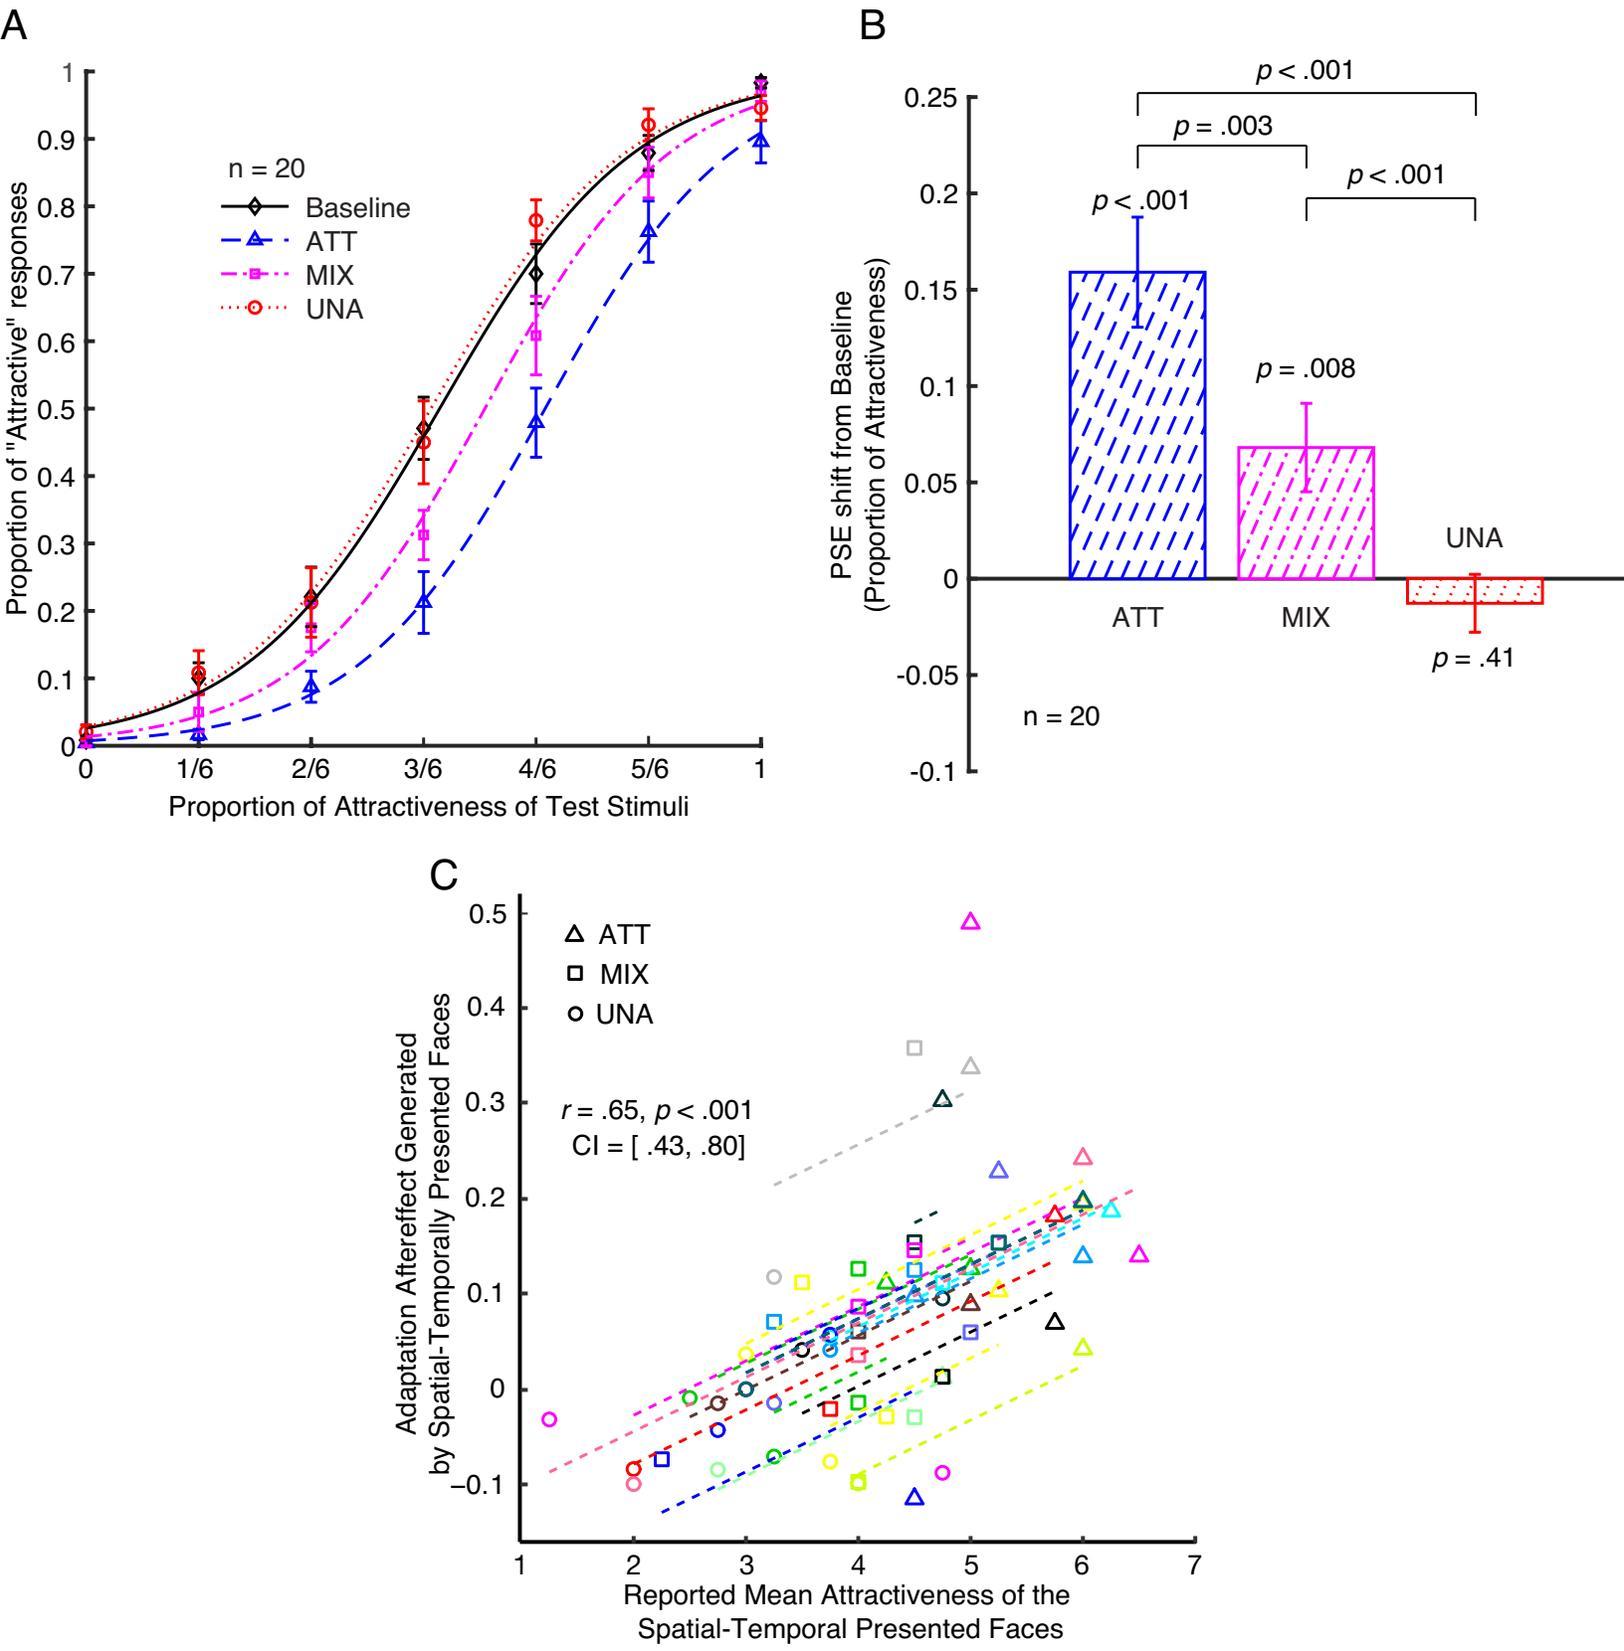 A
1
0.9
0.8
0.7
0.6
0.5
0.4
0.3
0.2
0.1
0
Proportion of "Attractive" responses
n = 20
Baseline
ATT
MIX
UNA
0 1/6 2/6 3/6 4/6 5/6 1
Proportion of Attractiveness of Test Stimuli
B
0.25
0.2
0.15
0.1
0.05
0
-0.05
-0.1
PSE shift from Baseline
(Proportion of Attractiveness)
p < .001
p = .003
p < .001
p < .001
p = .008
UNA
ATT MIX
p = .41
n = 20
C
0.5
0.4
0.3
0.2
0.1
0
−0.1
Adaptation Aftereffect Generated
by Spatial-Temporally Presented Faces
ATT
MIX
UNA
r = .65, p < .001
CI = [ .43, .80]
1 2 3 4 5 6 7
Reported Mean Attractiveness of the
Spatial-Temporal Presented Faces